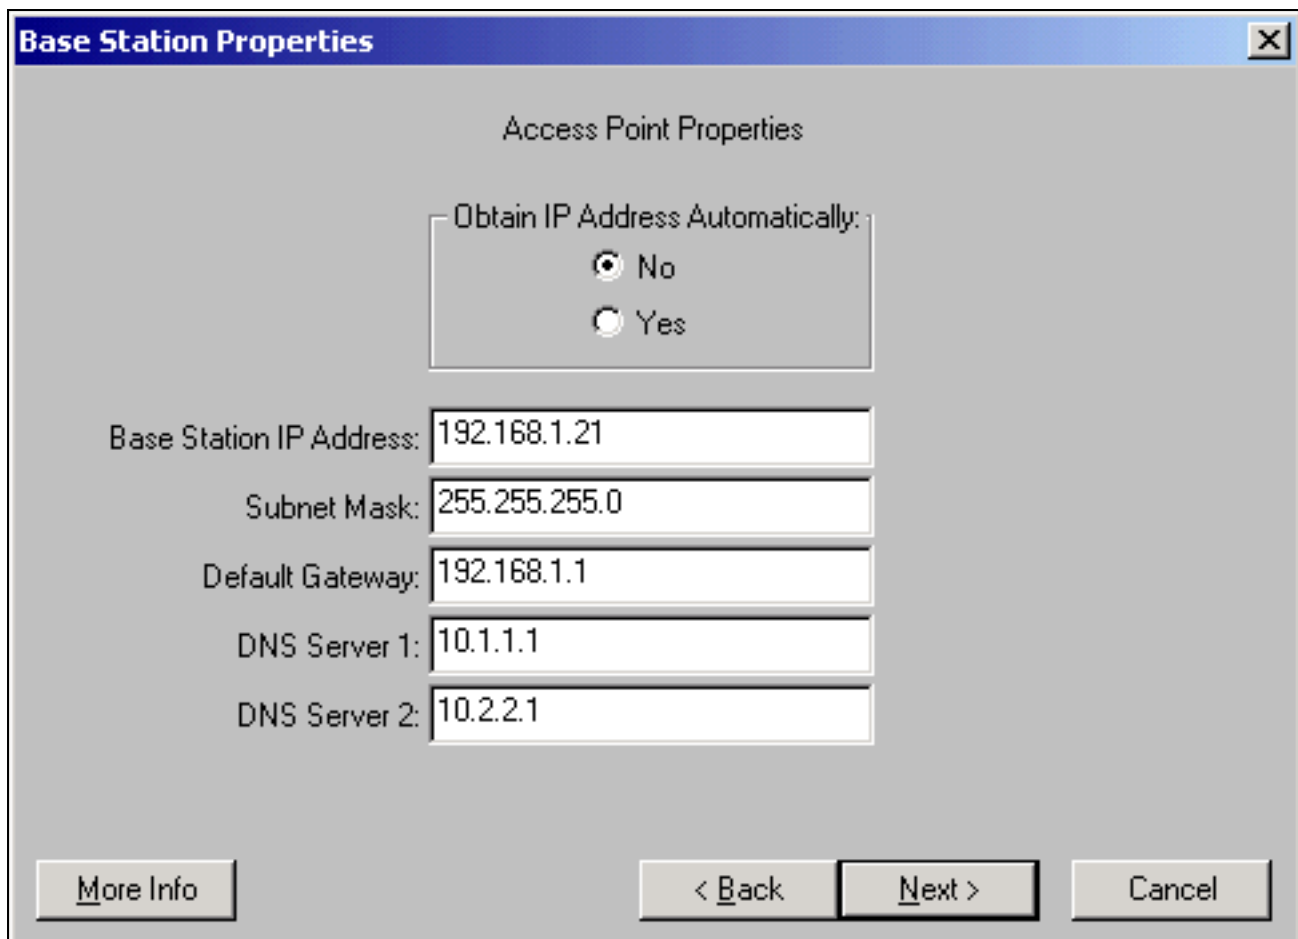 Base Station Properties
Access Point Properties
Obtain IP Address Automatically:
No
Yes
Base Station IP Address: 192.168.1.21
Subnet Mask: 255.255.255.0
Default Gateway: 192.168.1.1
DNS Server 1: 10.1.1.1
DNS Server 2: 10.2.2.1
More Info < Back Next > Cancel